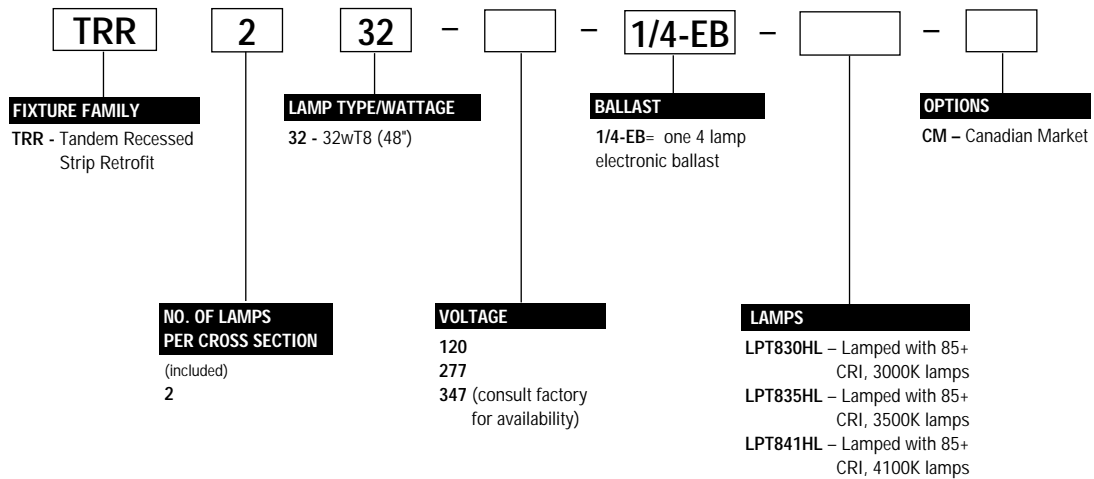 TRR 2 32 – – 1/4-EB – –
FIXTURE FAMILY
TRR - Tandem Recessed
Strip Retrofit
LAMP TYPE/WATTAGE
32 - 32wT8 (48")
BALLAST
1/4-EB= one 4 lamp
electronic ballast
OPTIONS
CM – Canadian Market
NO. OF LAMPS
PER CROSS SECTION
(included)
2
VOLTAGE
120
277
347 (consult factory
for availability)
LAMPS
LPT830HL – Lamped with 85+
CRI, 3000K lamps
LPT835HL – Lamped with 85+
CRI, 3500K lamps
LPT841HL – Lamped with 85+
CRI, 4100K lamps